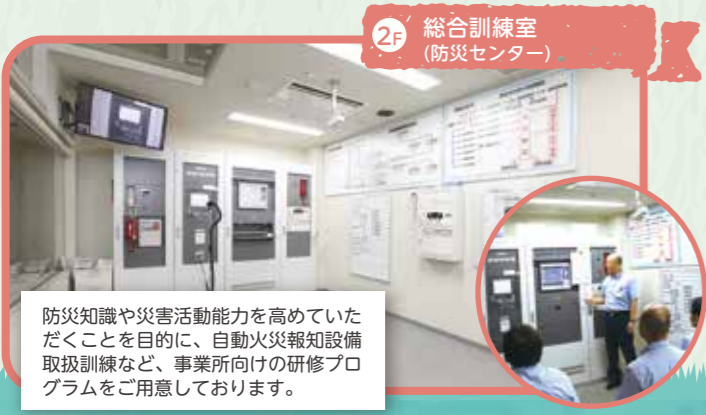 2F 総合訓練室
(防災センター)
防災知識や災害活動能力を高めていた
だくことを目的に、自動火災報知設備
取扱訓練など、事業所向けの研修プロ
グラムをご用意しております。